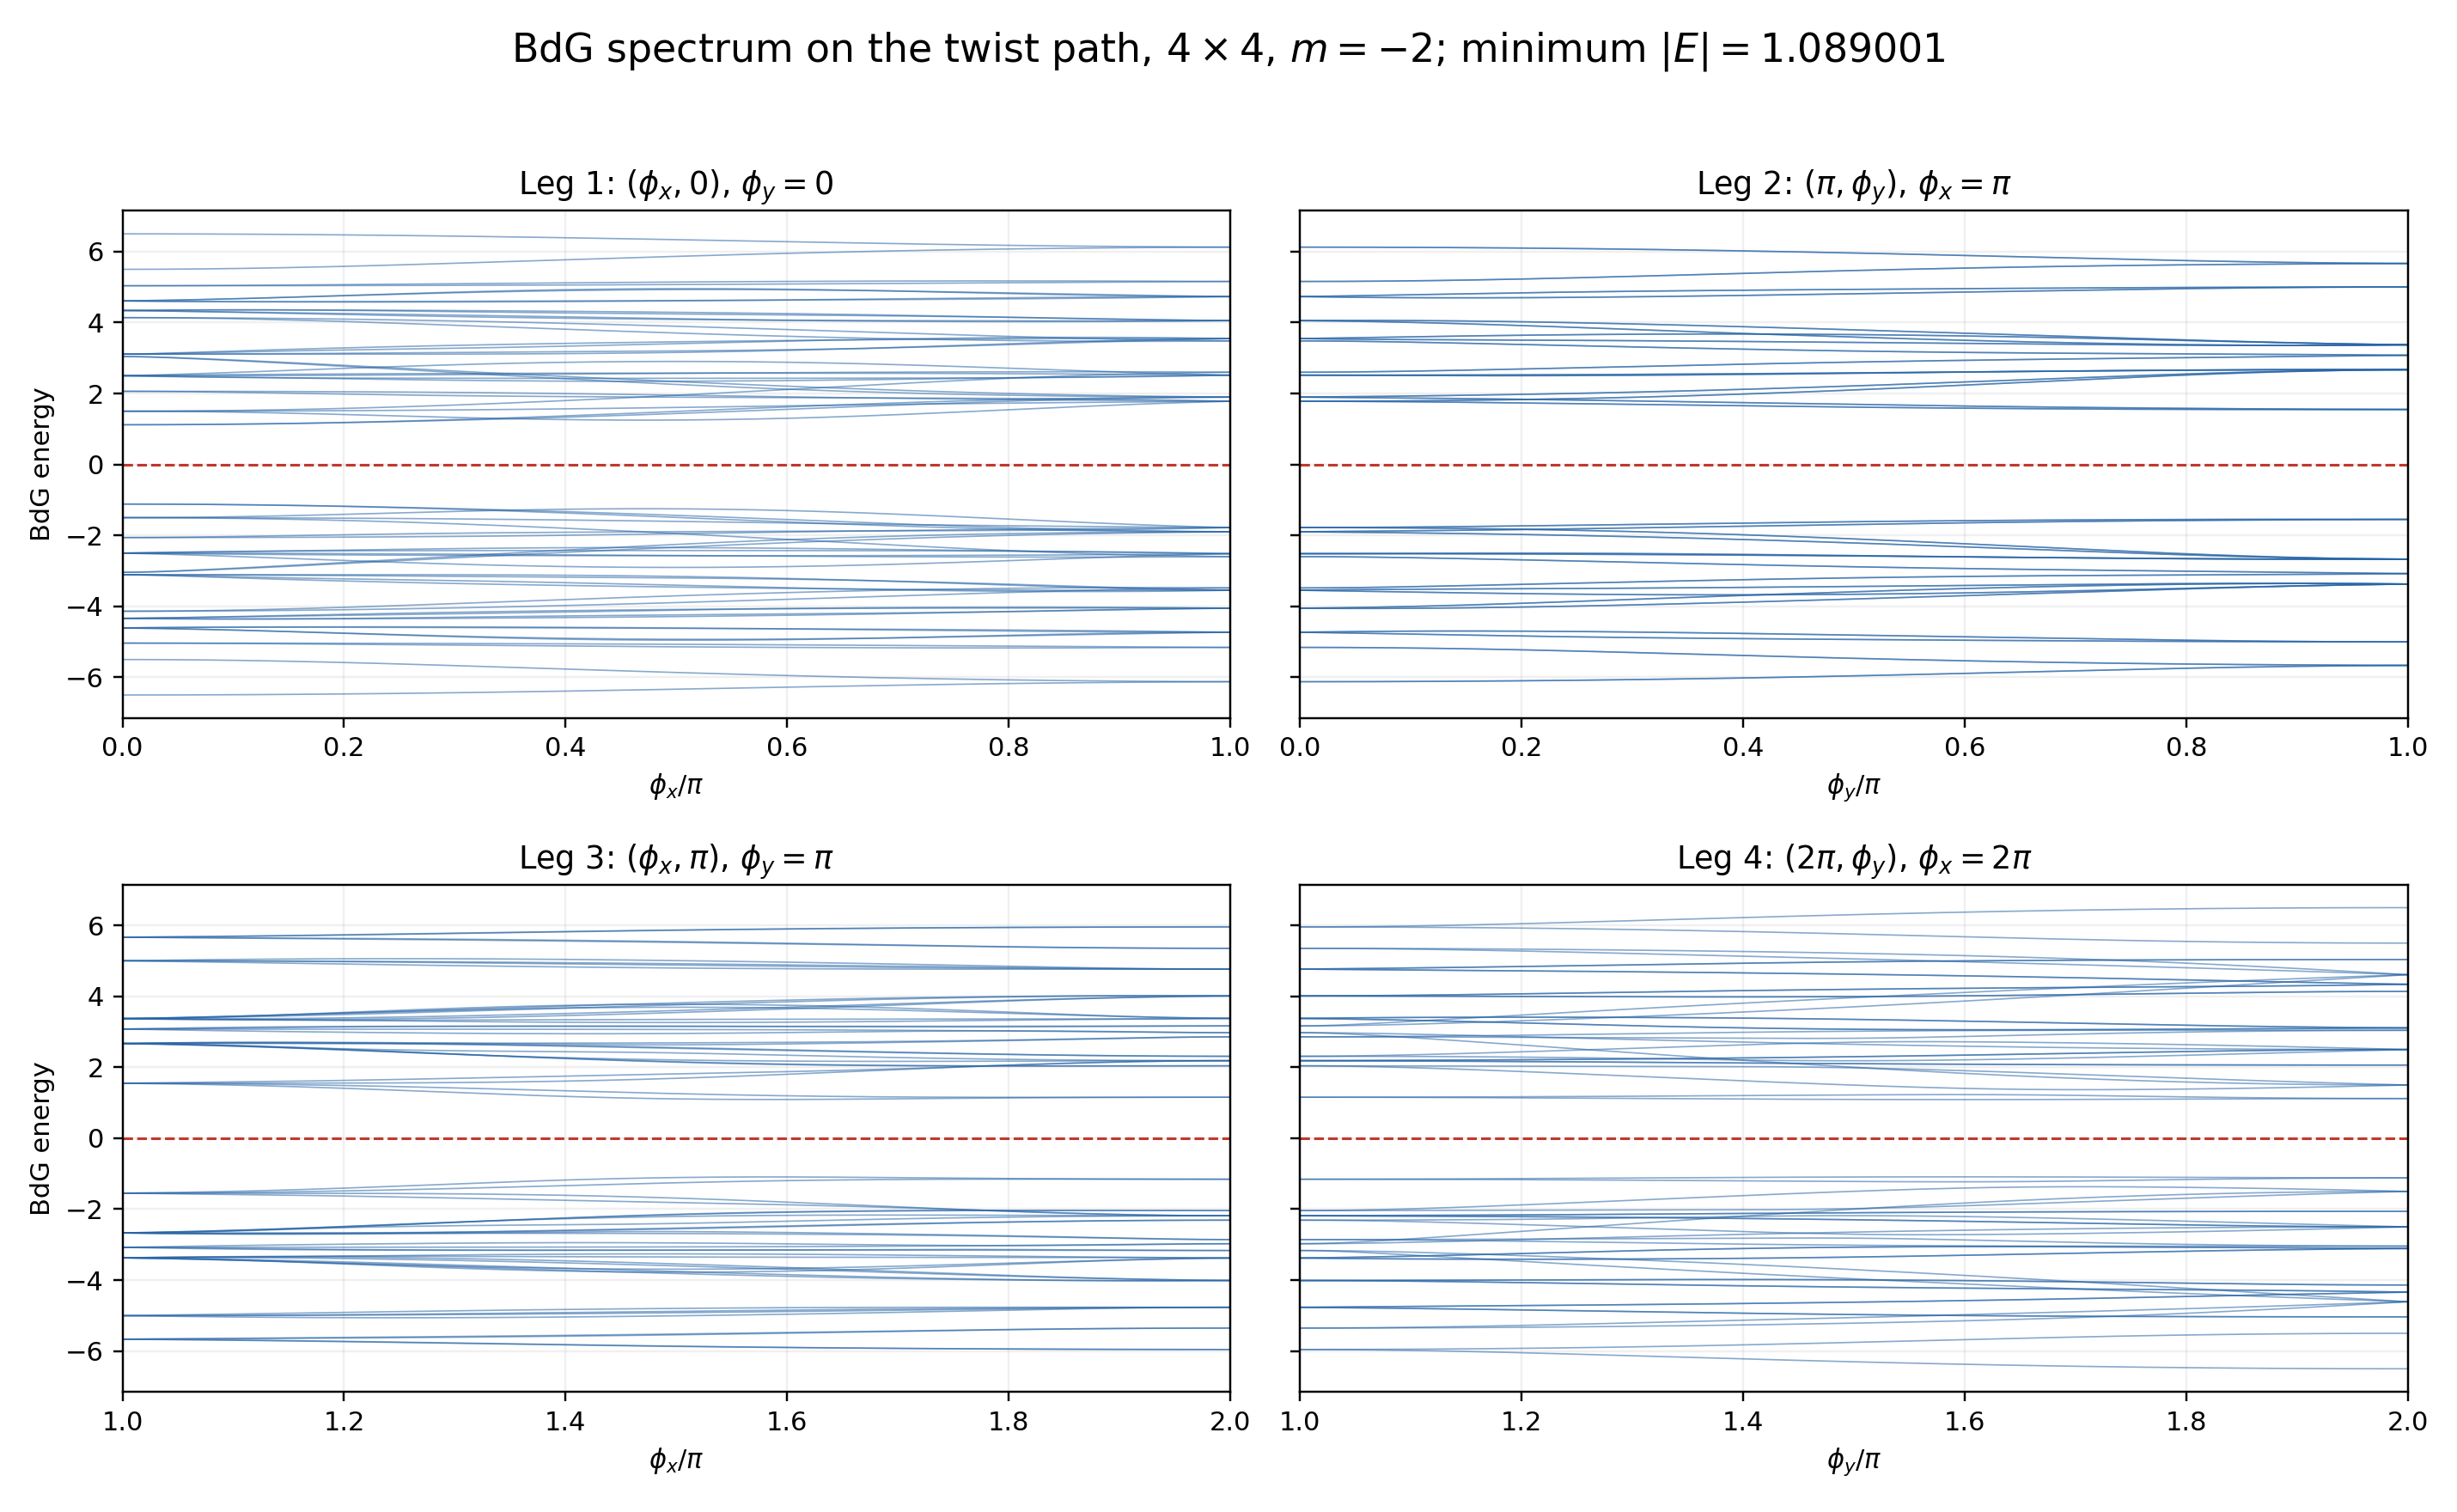 BdG spectrum on the twist path, 4 × 4, m = −2; minimum |E| = 1.089001
Leg 1: (ϕx, 0), ϕy = 0
Leg 2: (π, ϕy), ϕx = π
BdG energy
6
4
2
0
−2
−4
−6
0.0 0.2 0.4 0.6 0.8 1.0
0.0 0.2 0.4 0.6 0.8 1.0
ϕx/π
ϕy/π
Leg 3: (ϕx, π), ϕy = π
Leg 4: (2π, ϕy), ϕx = 2π
BdG energy
6
4
2
0
−2
−4
−6
1.0 1.2 1.4 1.6 1.8 2.0
1.0 1.2 1.4 1.6 1.8 2.0
ϕx/π
ϕy/π